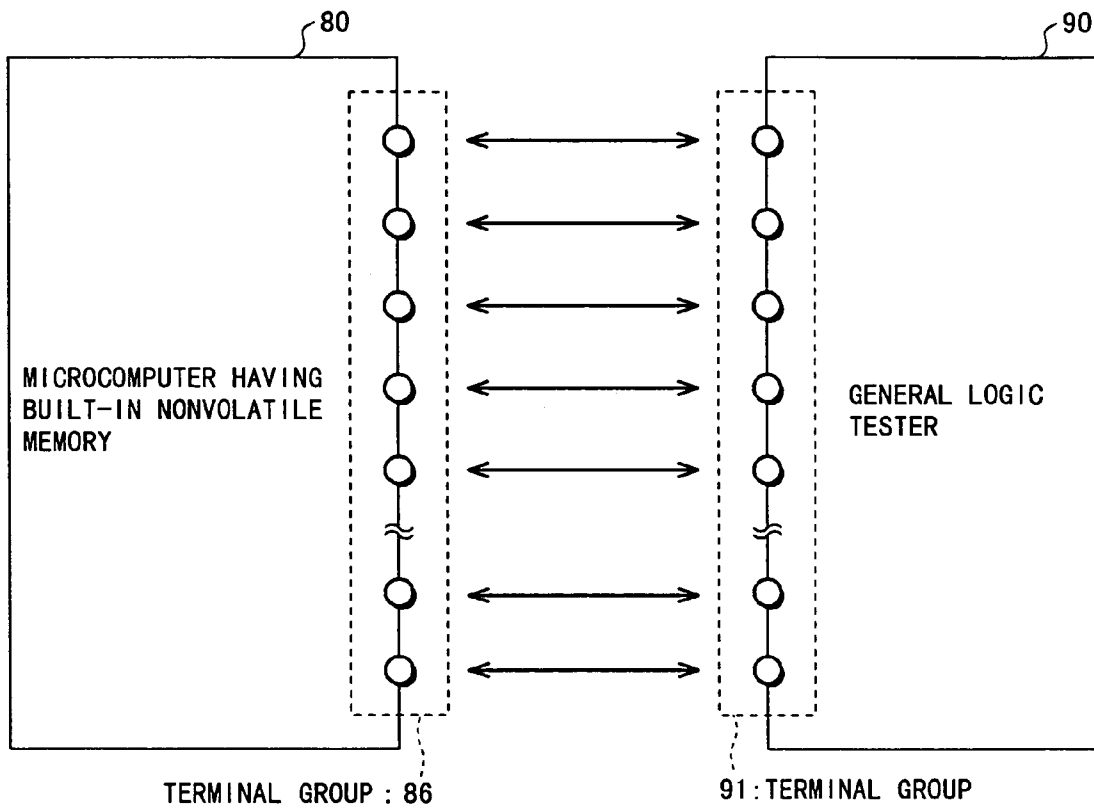 80
90
MICROCOMPUTER HAVING
BUILT-IN NONVOLATILE
MEMORY
GENERAL LOGIC
TESTER
TERMINAL GROUP : 86
91:TERMINAL GROUP